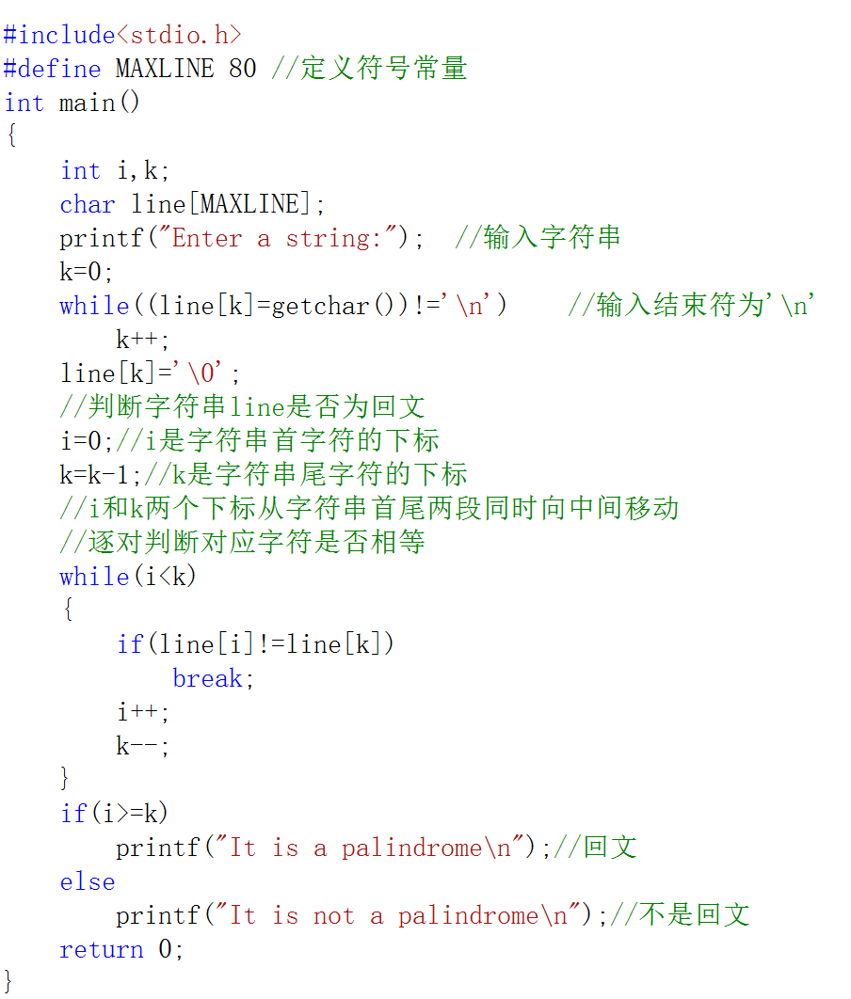 #include<stdio.h>
#define MAXLINE 80 //定义符号常量
int main()
{
    int i,k;
    char line[MAXLINE];
    printf("Enter a string:");  //输入字符串
    k=0;
    while((line[k]=getchar())!='\n')    //输入结束符为'\n'
        k++;
    line[k]='\0';
    //判断字符串line是否为回文
    i=0;//i是字符串首字符的下标
    k=k-1;//k是字符串尾字符的下标
    //i和k两个下标从字符串首尾两段同时向中间移动
    //逐对判断对应字符是否相等
    while(i<k)
    {
        if(line[i]!=line[k])
            break;
        i++;
        k--;
    }
    if(i>=k)
        printf("It is a palindrome\n");//回文
    else
        printf("It is not a palindrome\n");//不是回文
    return 0;
}